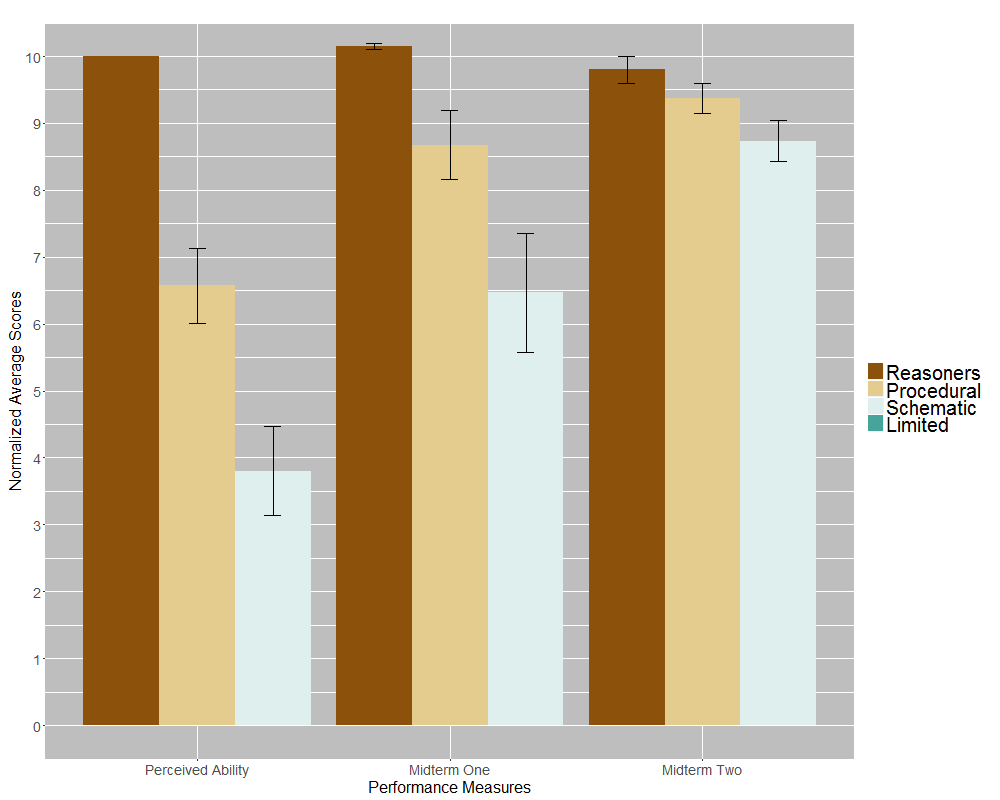 10
9
8
7
6
5
4
3
2
1
0
Normalized Average Scores
Perceived Ability
Midterm One
Midterm Two
Performance Measures
Reasoners
Procedural
Schematic
Limited